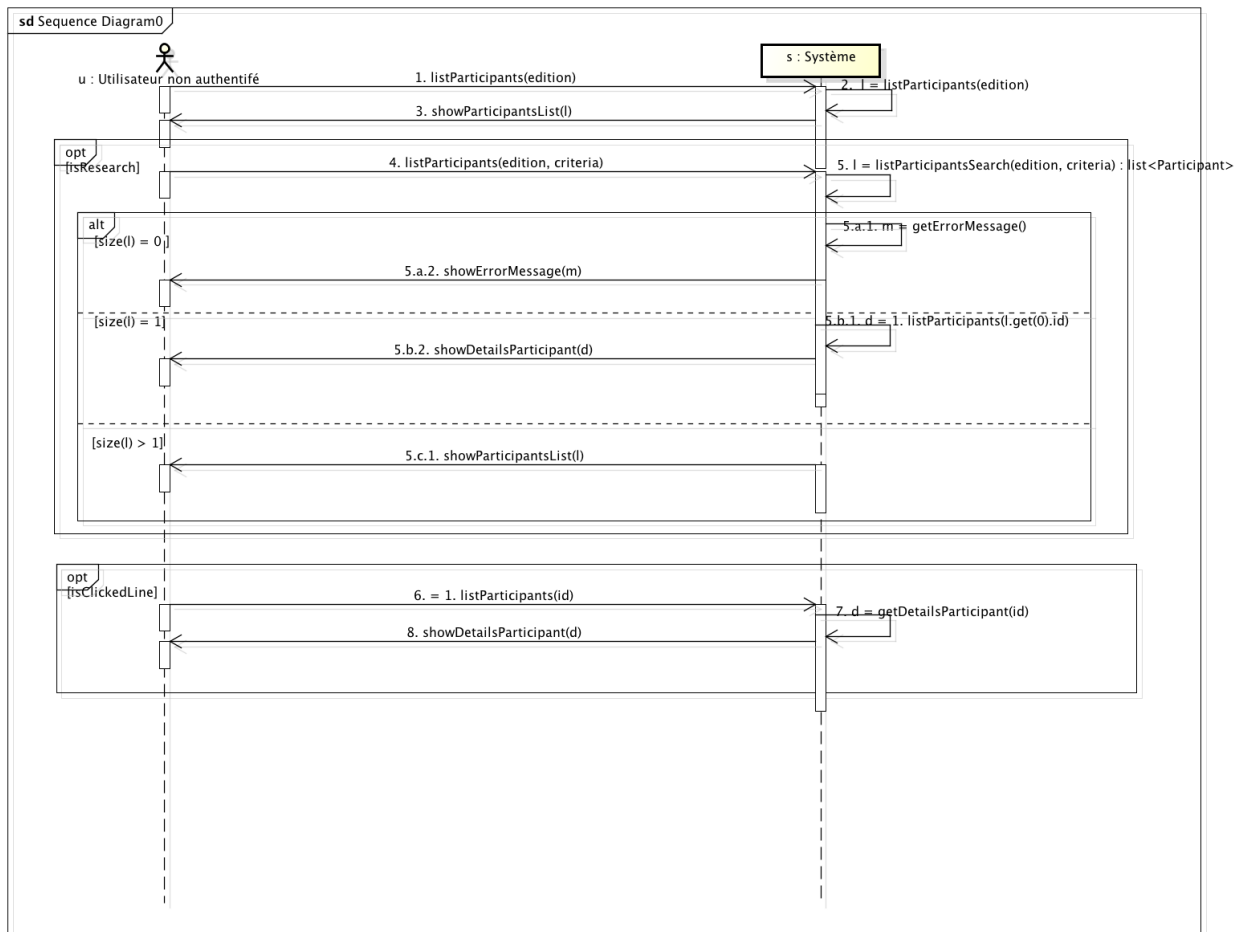 sd Sequence Diagram0
s : Système
u : Utilisateur non authentifé
1. listParticipants(edition)
2. l = listParticipants(edition)
3. showParticipantsList(l)
opt
[isResearch]
4. listParticipants(edition, criteria)
5. l = listParticipantsSearch(edition, criteria) : list<Participant>
alt
[size(l) = 0 ]
5.a.1. m = getErrorMessage()
5.a.2. showErrorMessage(m)
[size(l) = 1]
5.b.1. d = 1. listParticipants(l.get(0).id)
5.b.2. showDetailsParticipant(d)
[size(l) > 1]
5.c.1. showParticipantsList(l)
opt
[isClickedLine]
6. = 1. listParticipants(id)
7. d = getDetailsParticipant(id)
8. showDetailsParticipant(d)